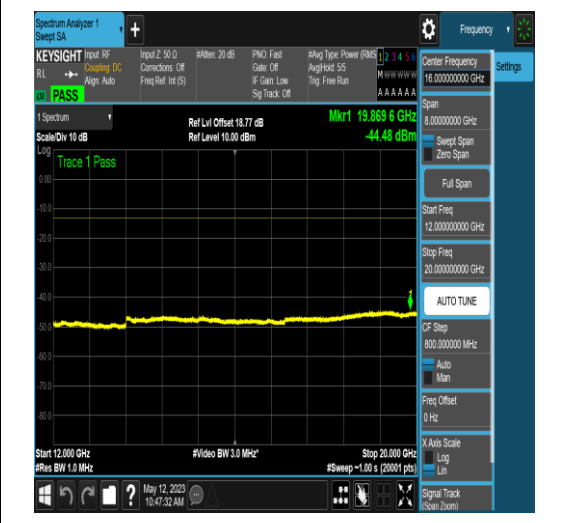 Spectrum Analyzer 1
Swept SA
Frequency
KEYSIGHT
RL
Input: RF
Coupling: DC
Align: Auto
Input Z: 50 Ω
Corrections: Off
Freq Ref: Int (S)
#Atten: 20 dB
PNO: Fast
Gate: Off
IF Gain: Low
Sig Track: Off
#Avg Type: Power (RMS)
Avg|Hold: 5/5
Trig: Free Run
1 2 3 4 5 6
M W W W W W
A A A A A A
PASS
1 Spectrum
Scale/Div 10 dB
Ref Lvl Offset 18.77 dB
Ref Level 10.00 dBm
Mkr1 19.869 6 GHz
-44.48 dBm
Log
Trace 1 Pass
0.00
-10.0
-20.0
-30.0
-40.0
-50.0
-60.0
-70.0
-80.0
1
Start 12.000 GHz
#Res BW 1.0 MHz
#Video BW 3.0 MHz*
Stop 20.000 GHz
#Sweep ~1.00 s (20001 pts)
May 12, 2023
10:47:32 AM
Center Frequency
16.000000000 GHz
Settings
Span
8.00000000 GHz
Swept Span
Zero Span
Full Span
Start Freq
12.000000000 GHz
Stop Freq
20.000000000 GHz
AUTO TUNE
CF Step
800.000000 MHz
Auto
Man
Freq Offset
0 Hz
X Axis Scale
Log
Lin
Signal Track
(Span Zoom)